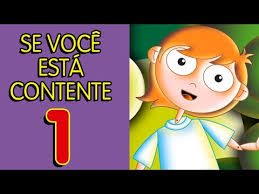 SE VOCÊ
ESTÁ
CONTENTE
1